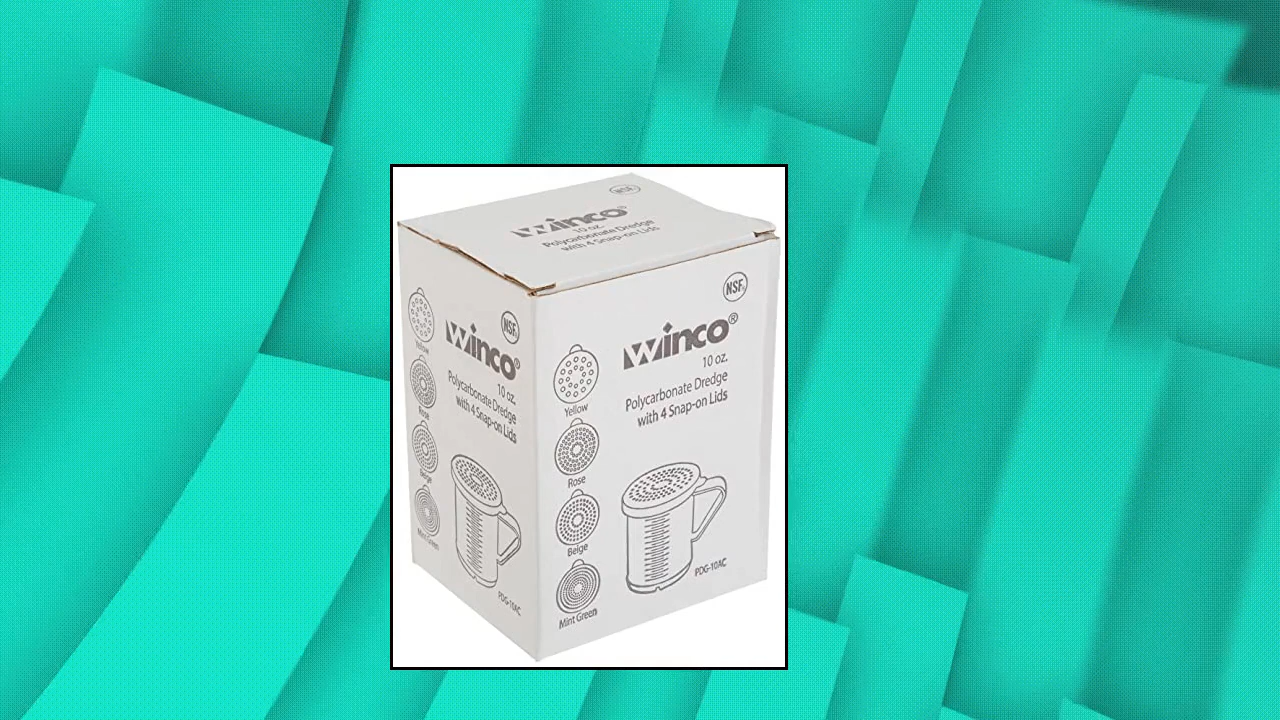 NSF
Winco®
10 oz.
Polycarbonate Dredge
with 4 Snap-on Lids
NSF
Winco®
10 oz.
Polycarbonate Dredge
with 4 Snap-on Lids
Yellow
Rose
Beige
Mint Green
PDG-10AC
NSF®
Winco®
10 oz.
Polycarbonate Dredge
with 4 Snap-on Lids
Yellow
Rose
Beige
Mint Green
PDG-10AC